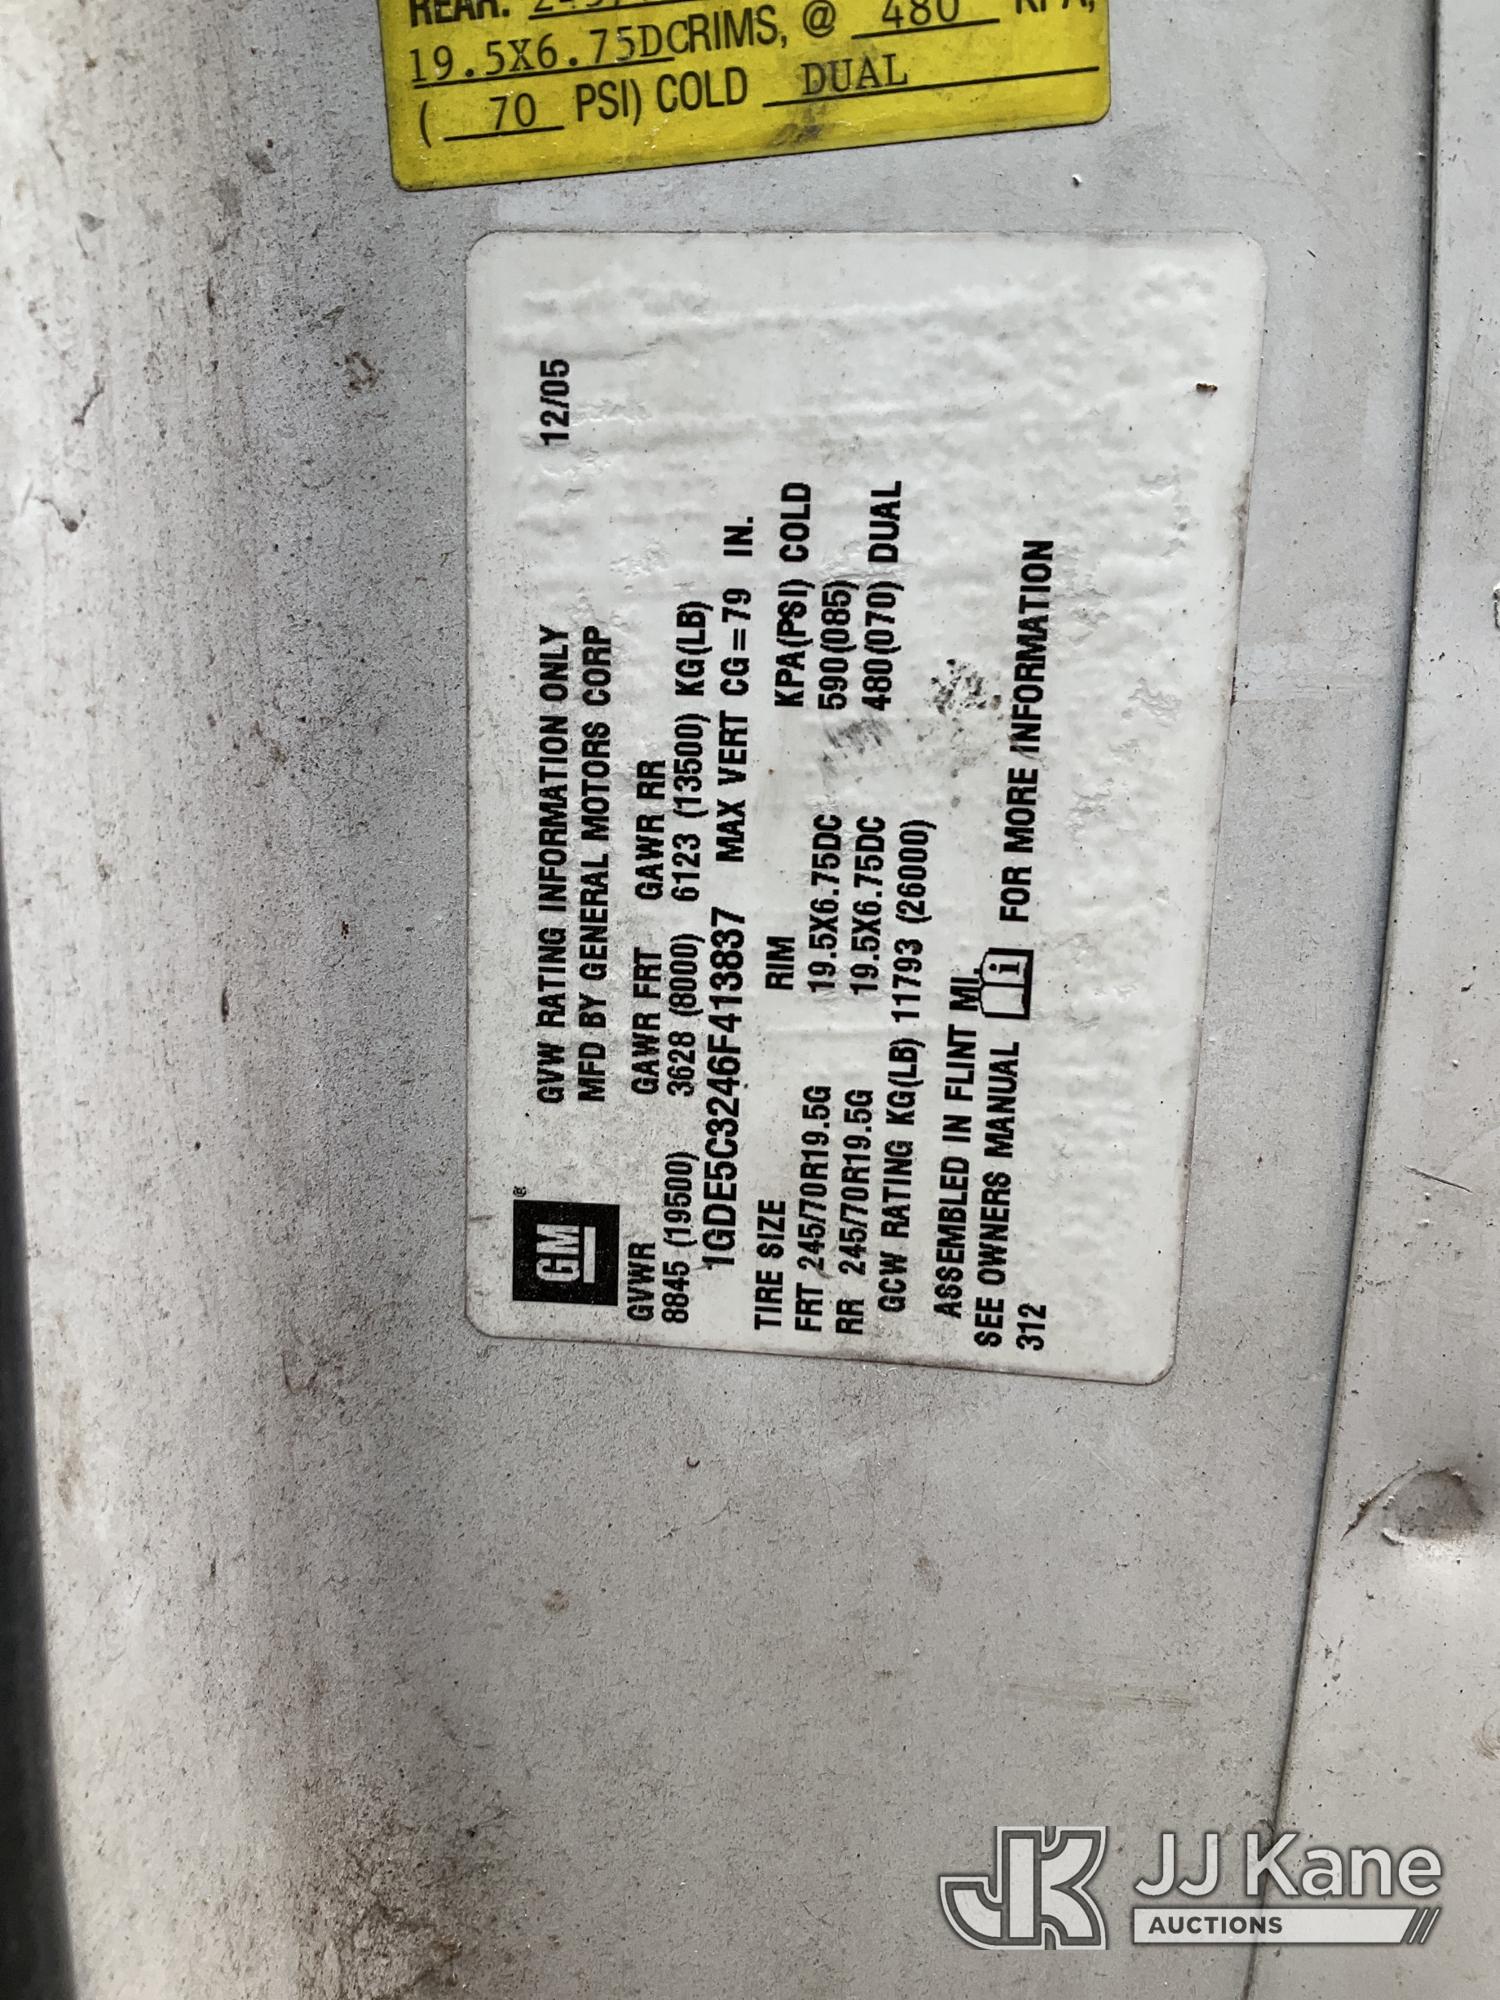 REAR:
19.5X6.75DC RIMS, @ 480 KPA,
( 70 PSI) COLD DUAL
GM®
GVW RATING INFORMATION ONLY 12/05
MFD BY GENERAL MOTORS CORP
GVWR GAWR FRT GAWR RR
8845 (19500) 3628 (8000) 6123 (13500) KG(LB)
1GDE5C3246F413837 MAX VERT CG=79 IN.
TIRE SIZE RIM KPA(PSI) COLD
FRT 245/70R19.5G 19.5X6.75DC 590(085)
RR 245/70R19.5G 19.5X6.75DC 480(070) DUAL
GCW RATING KG(LB) 11793 (26000)
ASSEMBLED IN FLINT MI.
SEE OWNERS MANUAL i FOR MORE INFORMATION
312
JK JJ Kane
AUCTIONS